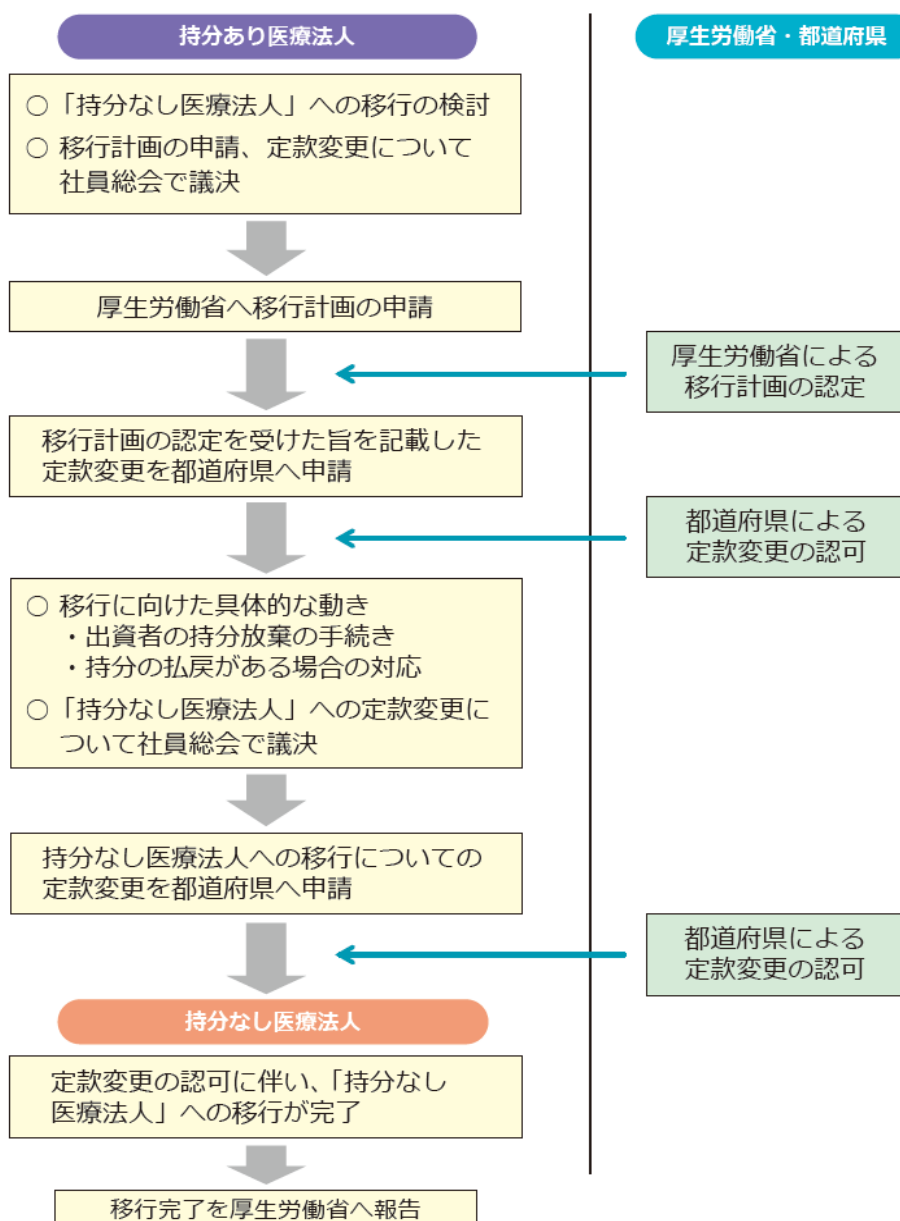 持分あり医療法人
厚生労働省・都道府県
○「持分なし医療法人」への移行の検討
○ 移行計画の申請、定款変更について
社員総会で議決
厚生労働省へ移行計画の申請
厚生労働省による
移行計画の認定
移行計画の認定を受けた旨を記載した
定款変更を都道府県へ申請
都道府県による
定款変更の認可
○ 移行に向けた具体的な動き
・出資者の持分放棄の手続き
・持分の払戻がある場合の対応
○「持分なし医療法人」への定款変更に
ついて社員総会で議決
持分なし医療法人への移行についての
定款変更を都道府県へ申請
都道府県による
定款変更の認可
持分なし医療法人
定款変更の認可に伴い、「持分なし
医療法人」への移行が完了
移行完了を厚生労働省へ報告